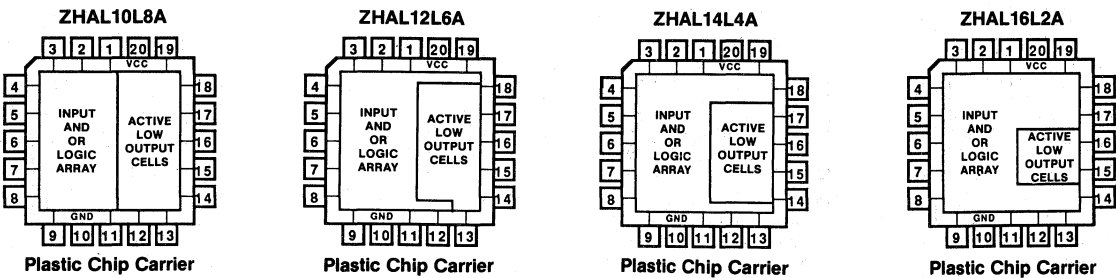 ZHAL10L8A
3 2 1 20 19
VCC
4 18
5 17
6 16
7 15
8 14
INPUT
AND
OR
LOGIC
ARRAY
ACTIVE
LOW
OUTPUT
CELLS
GND
9 10 11 12 13
Plastic Chip Carrier
ZHAL12L6A
3 2 1 20 19
VCC
4 18
5 17
6 16
7 15
8 14
INPUT
AND
OR
LOGIC
ARRAY
ACTIVE
LOW
OUTPUT
CELLS
GND
9 10 11 12 13
Plastic Chip Carrier
ZHAL14L4A
3 2 1 20 19
VCC
4 18
5 17
6 16
7 15
8 14
INPUT
AND
OR
LOGIC
ARRAY
ACTIVE
LOW
OUTPUT
CELLS
GND
9 10 11 12 13
Plastic Chip Carrier
ZHAL16L2A
3 2 1 20 19
VCC
4 18
5 17
6 16
7 15
8 14
INPUT
AND
OR
LOGIC
ARRAY
ACTIVE
LOW
OUTPUT
CELLS
GND
9 10 11 12 13
Plastic Chip Carrier